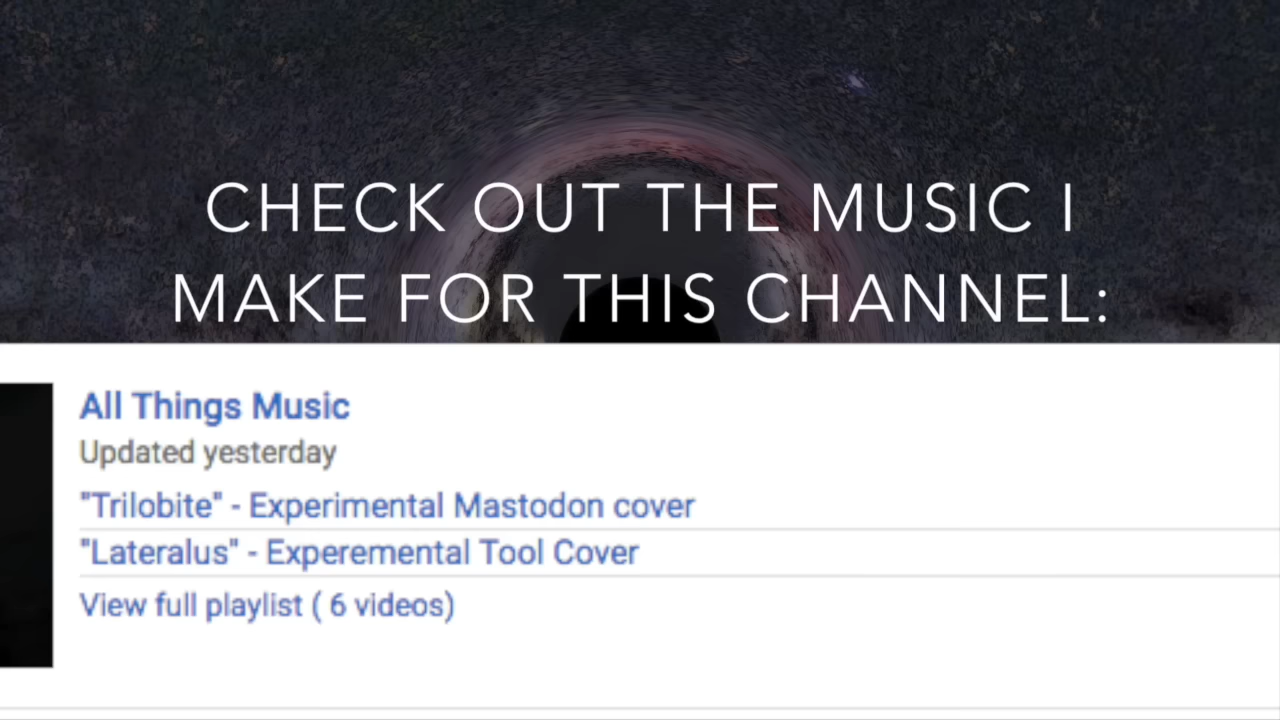 CHECK OUT THE MUSIC I
MAKE FOR THIS CHANNEL:
All Things Music
Updated yesterday
"Trilobite" - Experimental Mastodon cover
"Lateralus" - Experemental Tool Cover
View full playlist ( 6 videos)